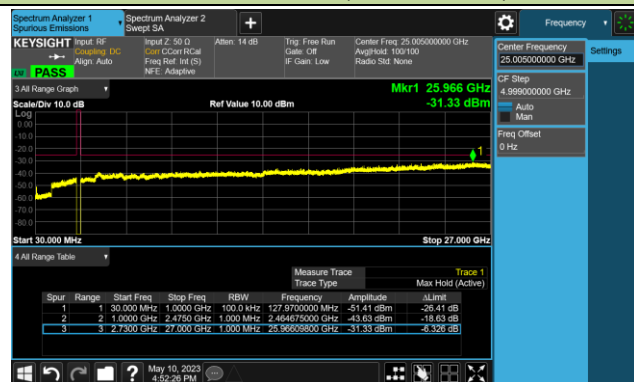 Spectrum Analyzer 1
Spurious Emissions
Spectrum Analyzer 2
Swept SA
Frequency
KEYSIGHT
Input: RF
Coupling: DC
Align: Auto
Input Z: 50 Ω
Corr CCorr RCal
Freq Ref: Int (S)
NFE: Adaptive
Atten: 14 dB
Trig: Free Run
Gate: Off
IF Gain: Low
Center Freq: 25.005000000 GHz
Avg|Hold: 100/100
Radio Std: None
PASS
Center Frequency
25.005000000 GHz
Settings
CF Step
4.999000000 GHz
Auto
Man
Freq Offset
0 Hz
3 All Range Graph
Mkr1 25.966 GHz
Scale/Div 10.0 dB
Ref Value 10.00 dBm
-31.33 dBm
Log
0.00
-10.0
-20.0
-30.0
-40.0
-50.0
-60.0
-70.0
-80.0
1
Start 30.000 MHz
Stop 27.000 GHz
4 All Range Table
Measure Trace
Trace 1
Trace Type
Max Hold (Active)
Spur Range Start Freq Stop Freq RBW Frequency Amplitude ΔLimit
1 1 30.000 MHz 1.0000 GHz 100.0 kHz 127.9700000 MHz -51.41 dBm -26.41 dB
2 2 1.0000 GHz 2.4750 GHz 1.000 MHz 2.464675000 GHz -43.63 dBm -18.63 dB
3 3 2.7300 GHz 27.000 GHz 1.000 MHz 25.96609800 GHz -31.33 dBm -6.326 dB
May 10, 2023
4:52:26 PM